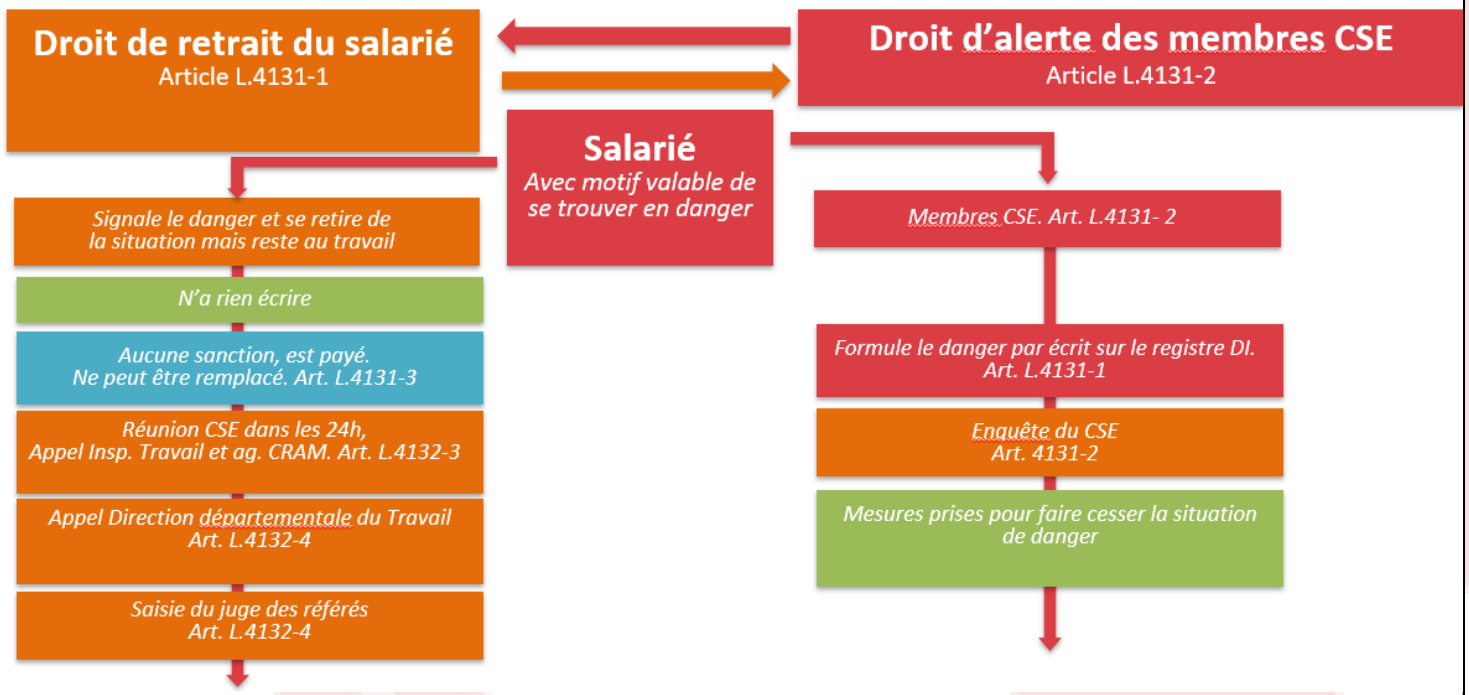 Droit de retrait du salarié
Article L.4131-1
Droit d'alerte des membres CSE
Article L.4131-2
Salarié
Avec motif valable de
se trouver en danger
Signale le danger et se retire de
la situation mais reste au travail
N'a rien écrire
Aucune sanction, est payé.
Ne peut être remplacé. Art. L.4131-3
Réunion CSE dans les 24h,
Appel Insp. Travail et ag. CRAM. Art. L.4132-3
Appel Direction départementale du Travail
Art. L.4132-4
Saisie du juge des référés
Art. L.4132-4
Membres CSE. Art. L.4131- 2
Formule le danger par écrit sur le registre DI.
Art. L.4131-1
Enquête du CSE
Art. 4131-2
Mesures prises pour faire cesser la situation
de danger